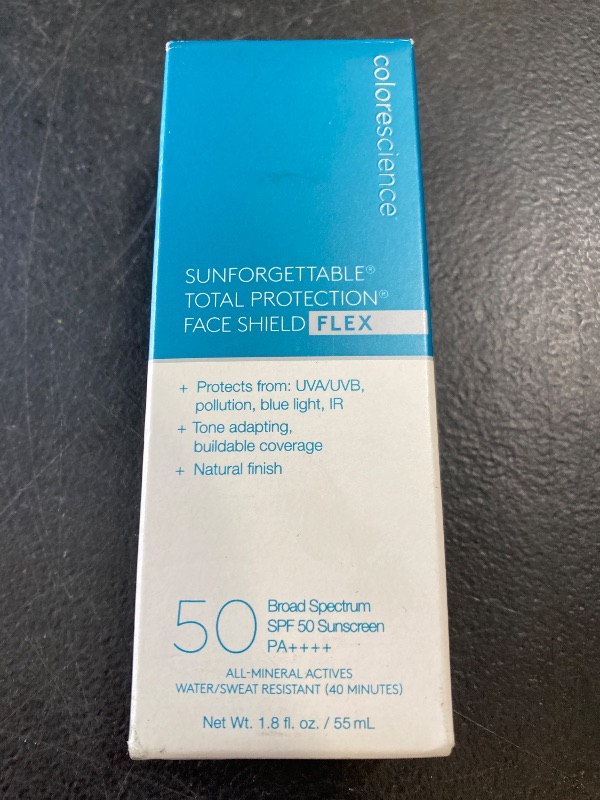 colorescience®
SUNFORGETTABLE®
TOTAL PROTECTION®
FACE SHIELD FLEX
+ Protects from: UVA/UVB,
pollution, blue light, IR
+ Tone adapting,
buildable coverage
+ Natural finish
50
Broad Spectrum
SPF 50 Sunscreen
PA++++
ALL-MINERAL ACTIVES
WATER/SWEAT RESISTANT (40 MINUTES)
Net Wt. 1.8 fl. oz. / 55 mL